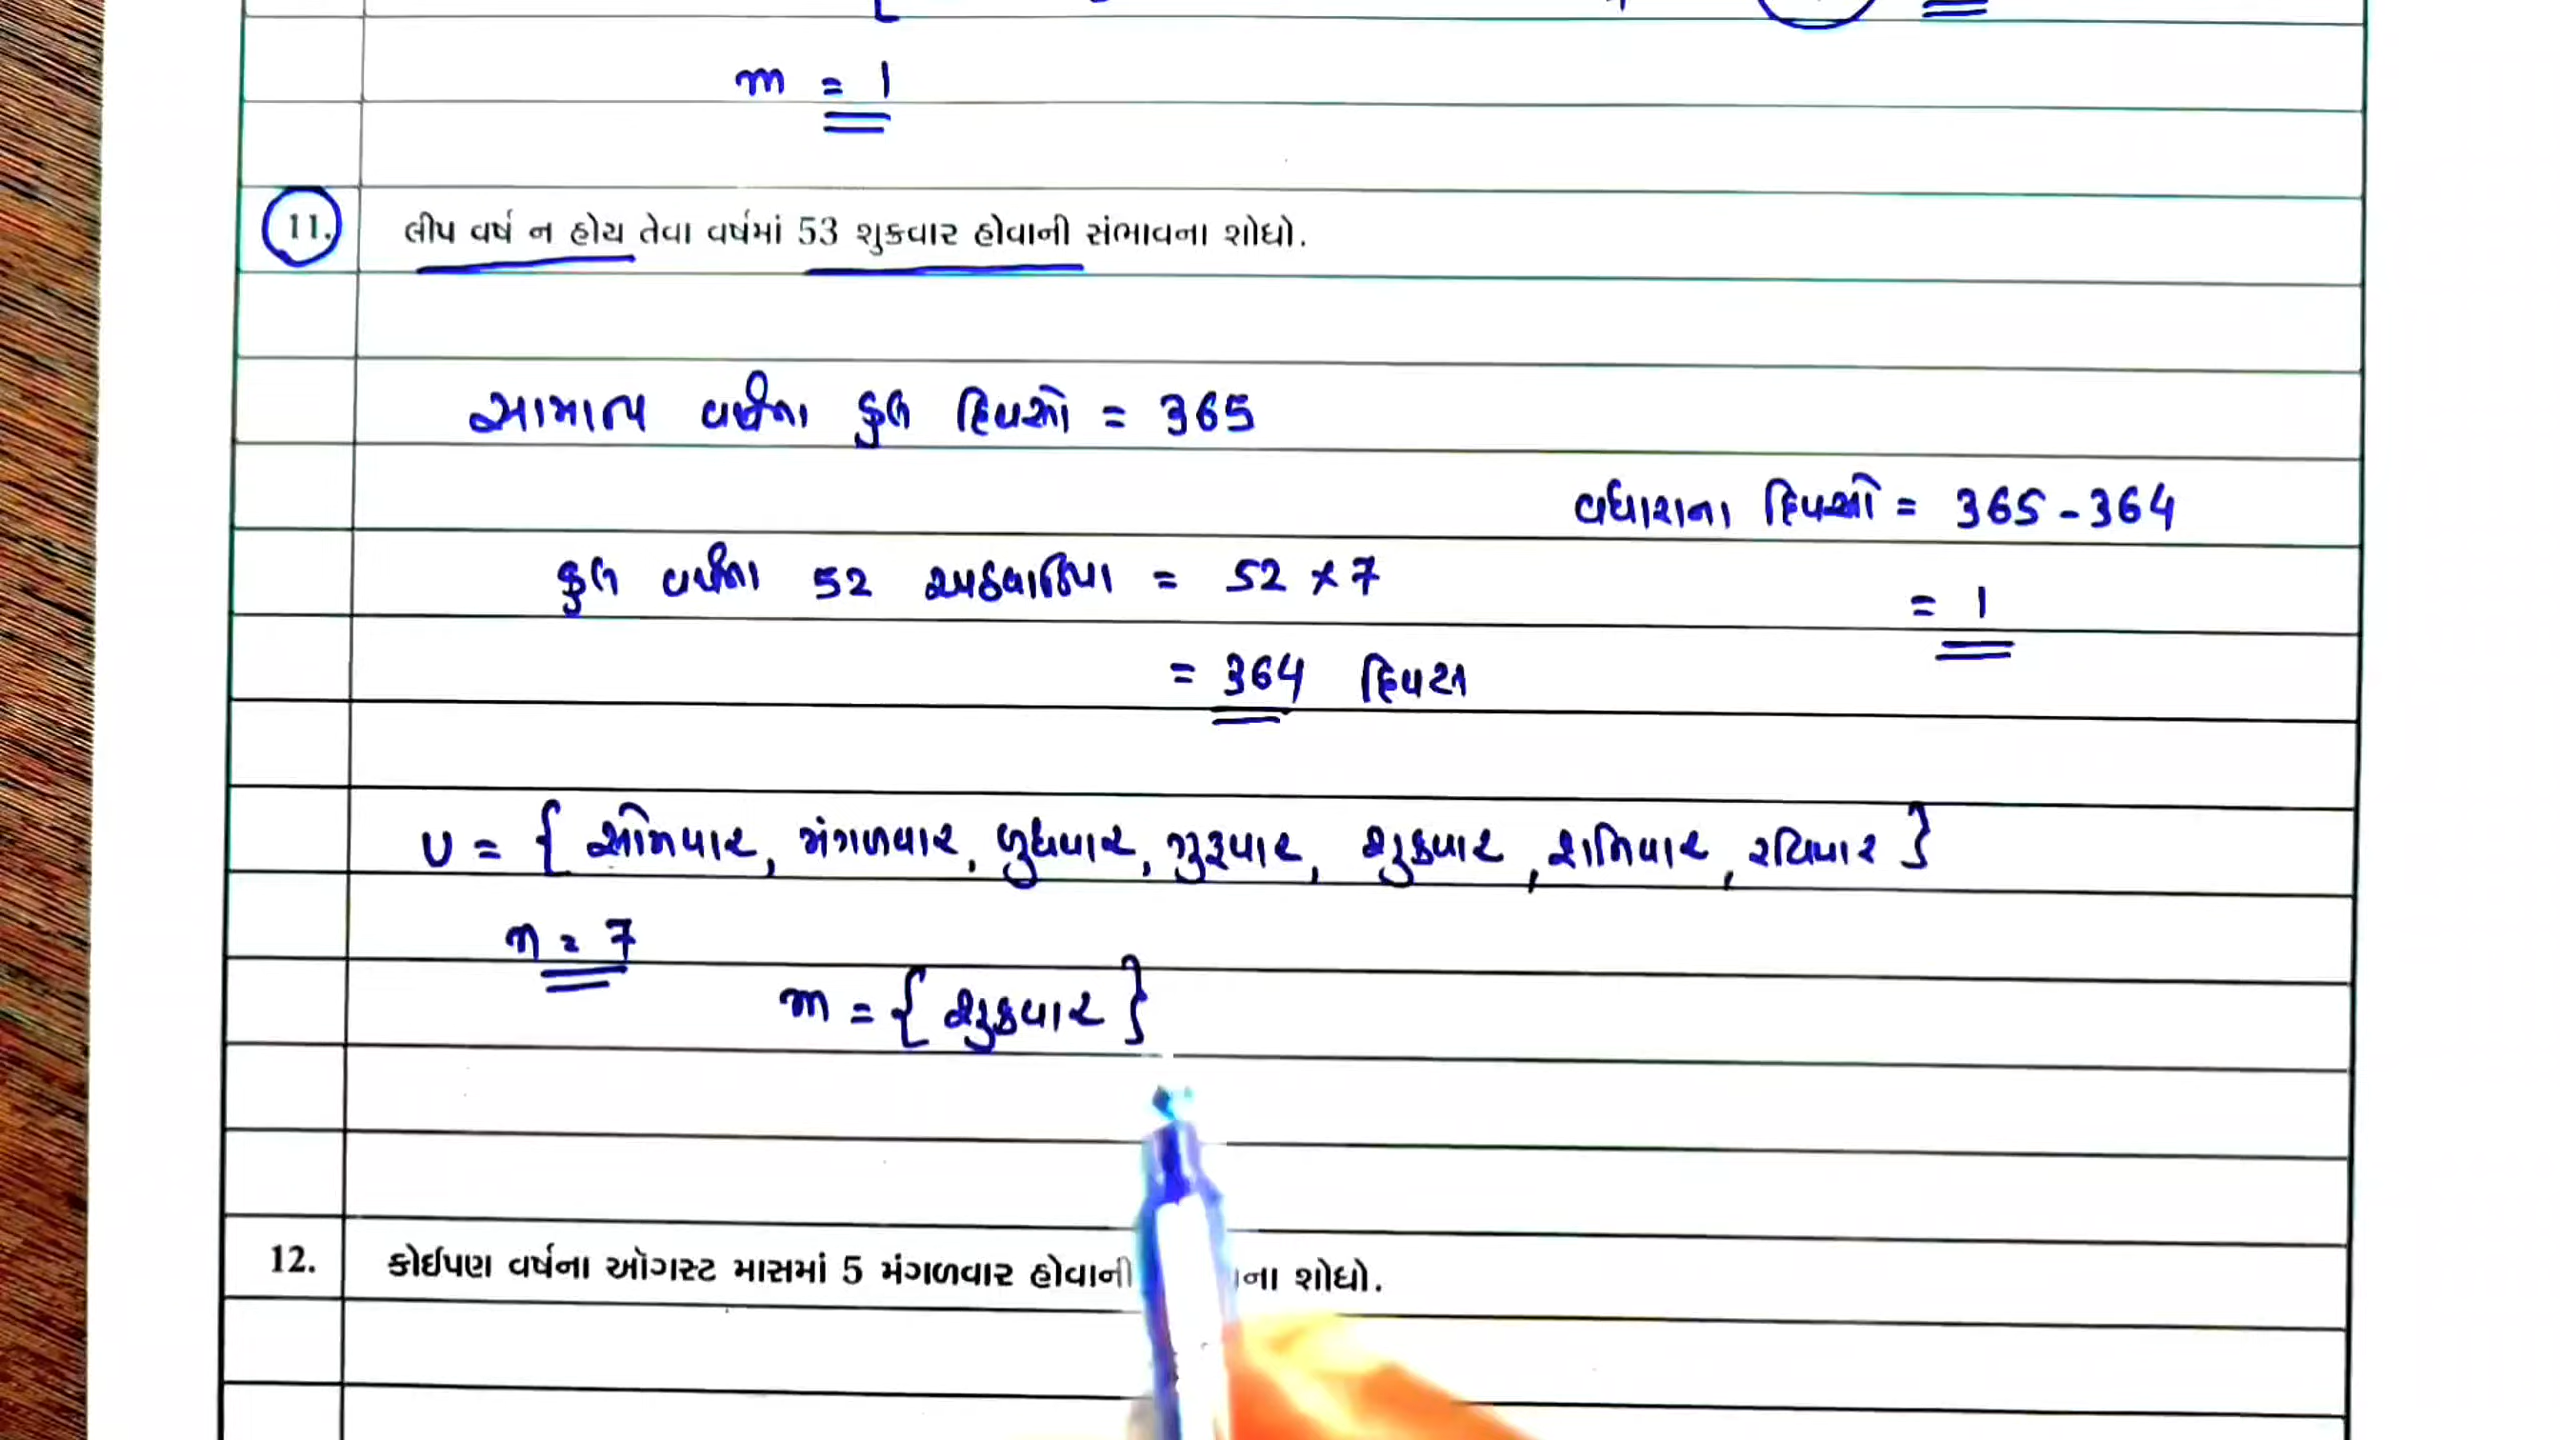 m = 1
11. લીપ વર્ષ ન હોય તેવા વર્ષમાં 53 શુક્રવાર હોવાની સંભાવના શોધો.
સામાન્ય વર્ષના કુલ દિવસો = 365
વધારાના દિવસો = 365 - 364
કુલ વર્ષના 52 અઠવાડિયા = 52 × 7
= 1
= 364 દિવસ
U = { સોમવાર, મંગળવાર, બુધવાર, ગુરૂવાર, શુક્રવાર, શનિવાર, રવિવાર }
n = 7
m = { શુક્રવાર }
12. કોઈપણ વર્ષના ઑગસ્ટ માસમાં 5 મંગળવાર હોવાની ના શોધો.